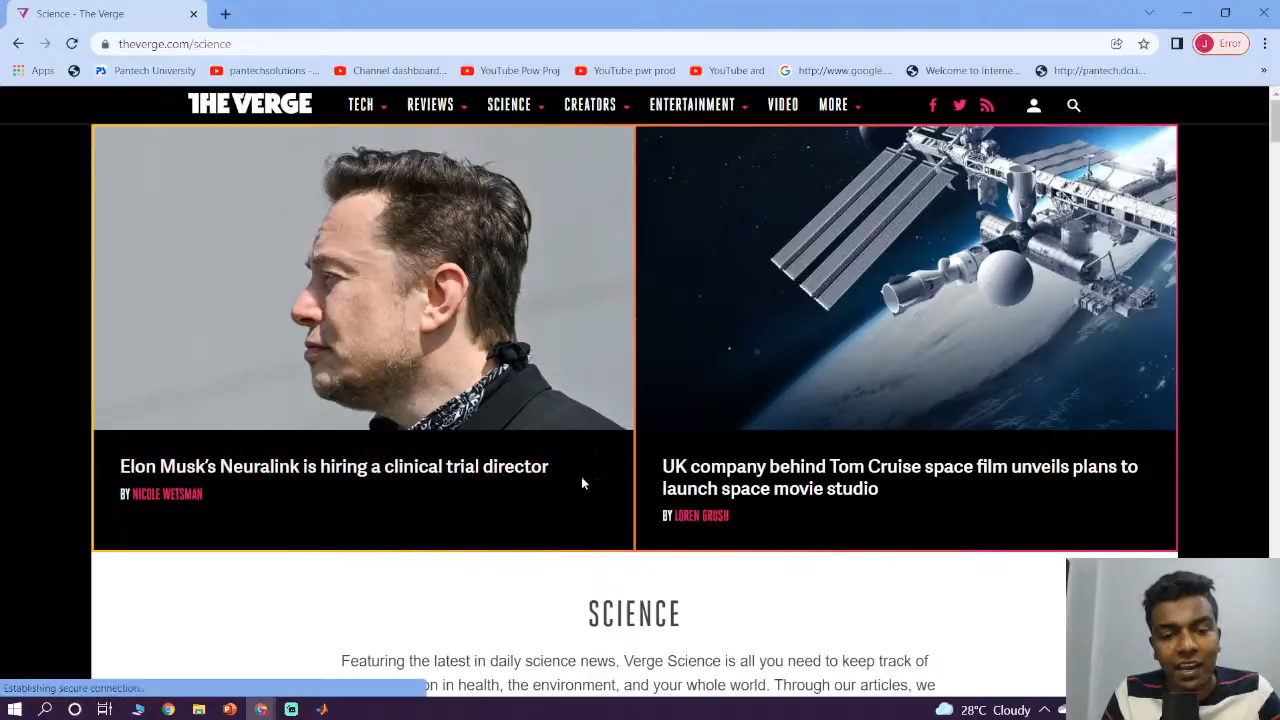 Science - The Verge
theverge.com/science
J Error
Apps
Pantech University
pantechsolutions -...
Channel dashboard...
YouTube Pow Proj
YouTube pwr prod
YouTube ard
http://www.google....
Welcome to Interne...
http://pantech.dci.i...
»
THE VERGE
TECH
REVIEWS
SCIENCE
CREATORS
ENTERTAINMENT
VIDEO
MORE
Elon Musk's Neuralink is hiring a clinical trial director
BY NICOLE WETSMAN
UK company behind Tom Cruise space film unveils plans to
launch space movie studio
BY LOREN GRUSH
SCIENCE
Featuring the latest in daily science news, Verge Science is all you need to keep track of
on in health, the environment, and your whole world. Through our articles, we
Establishing secure connection...
28°C Cloudy